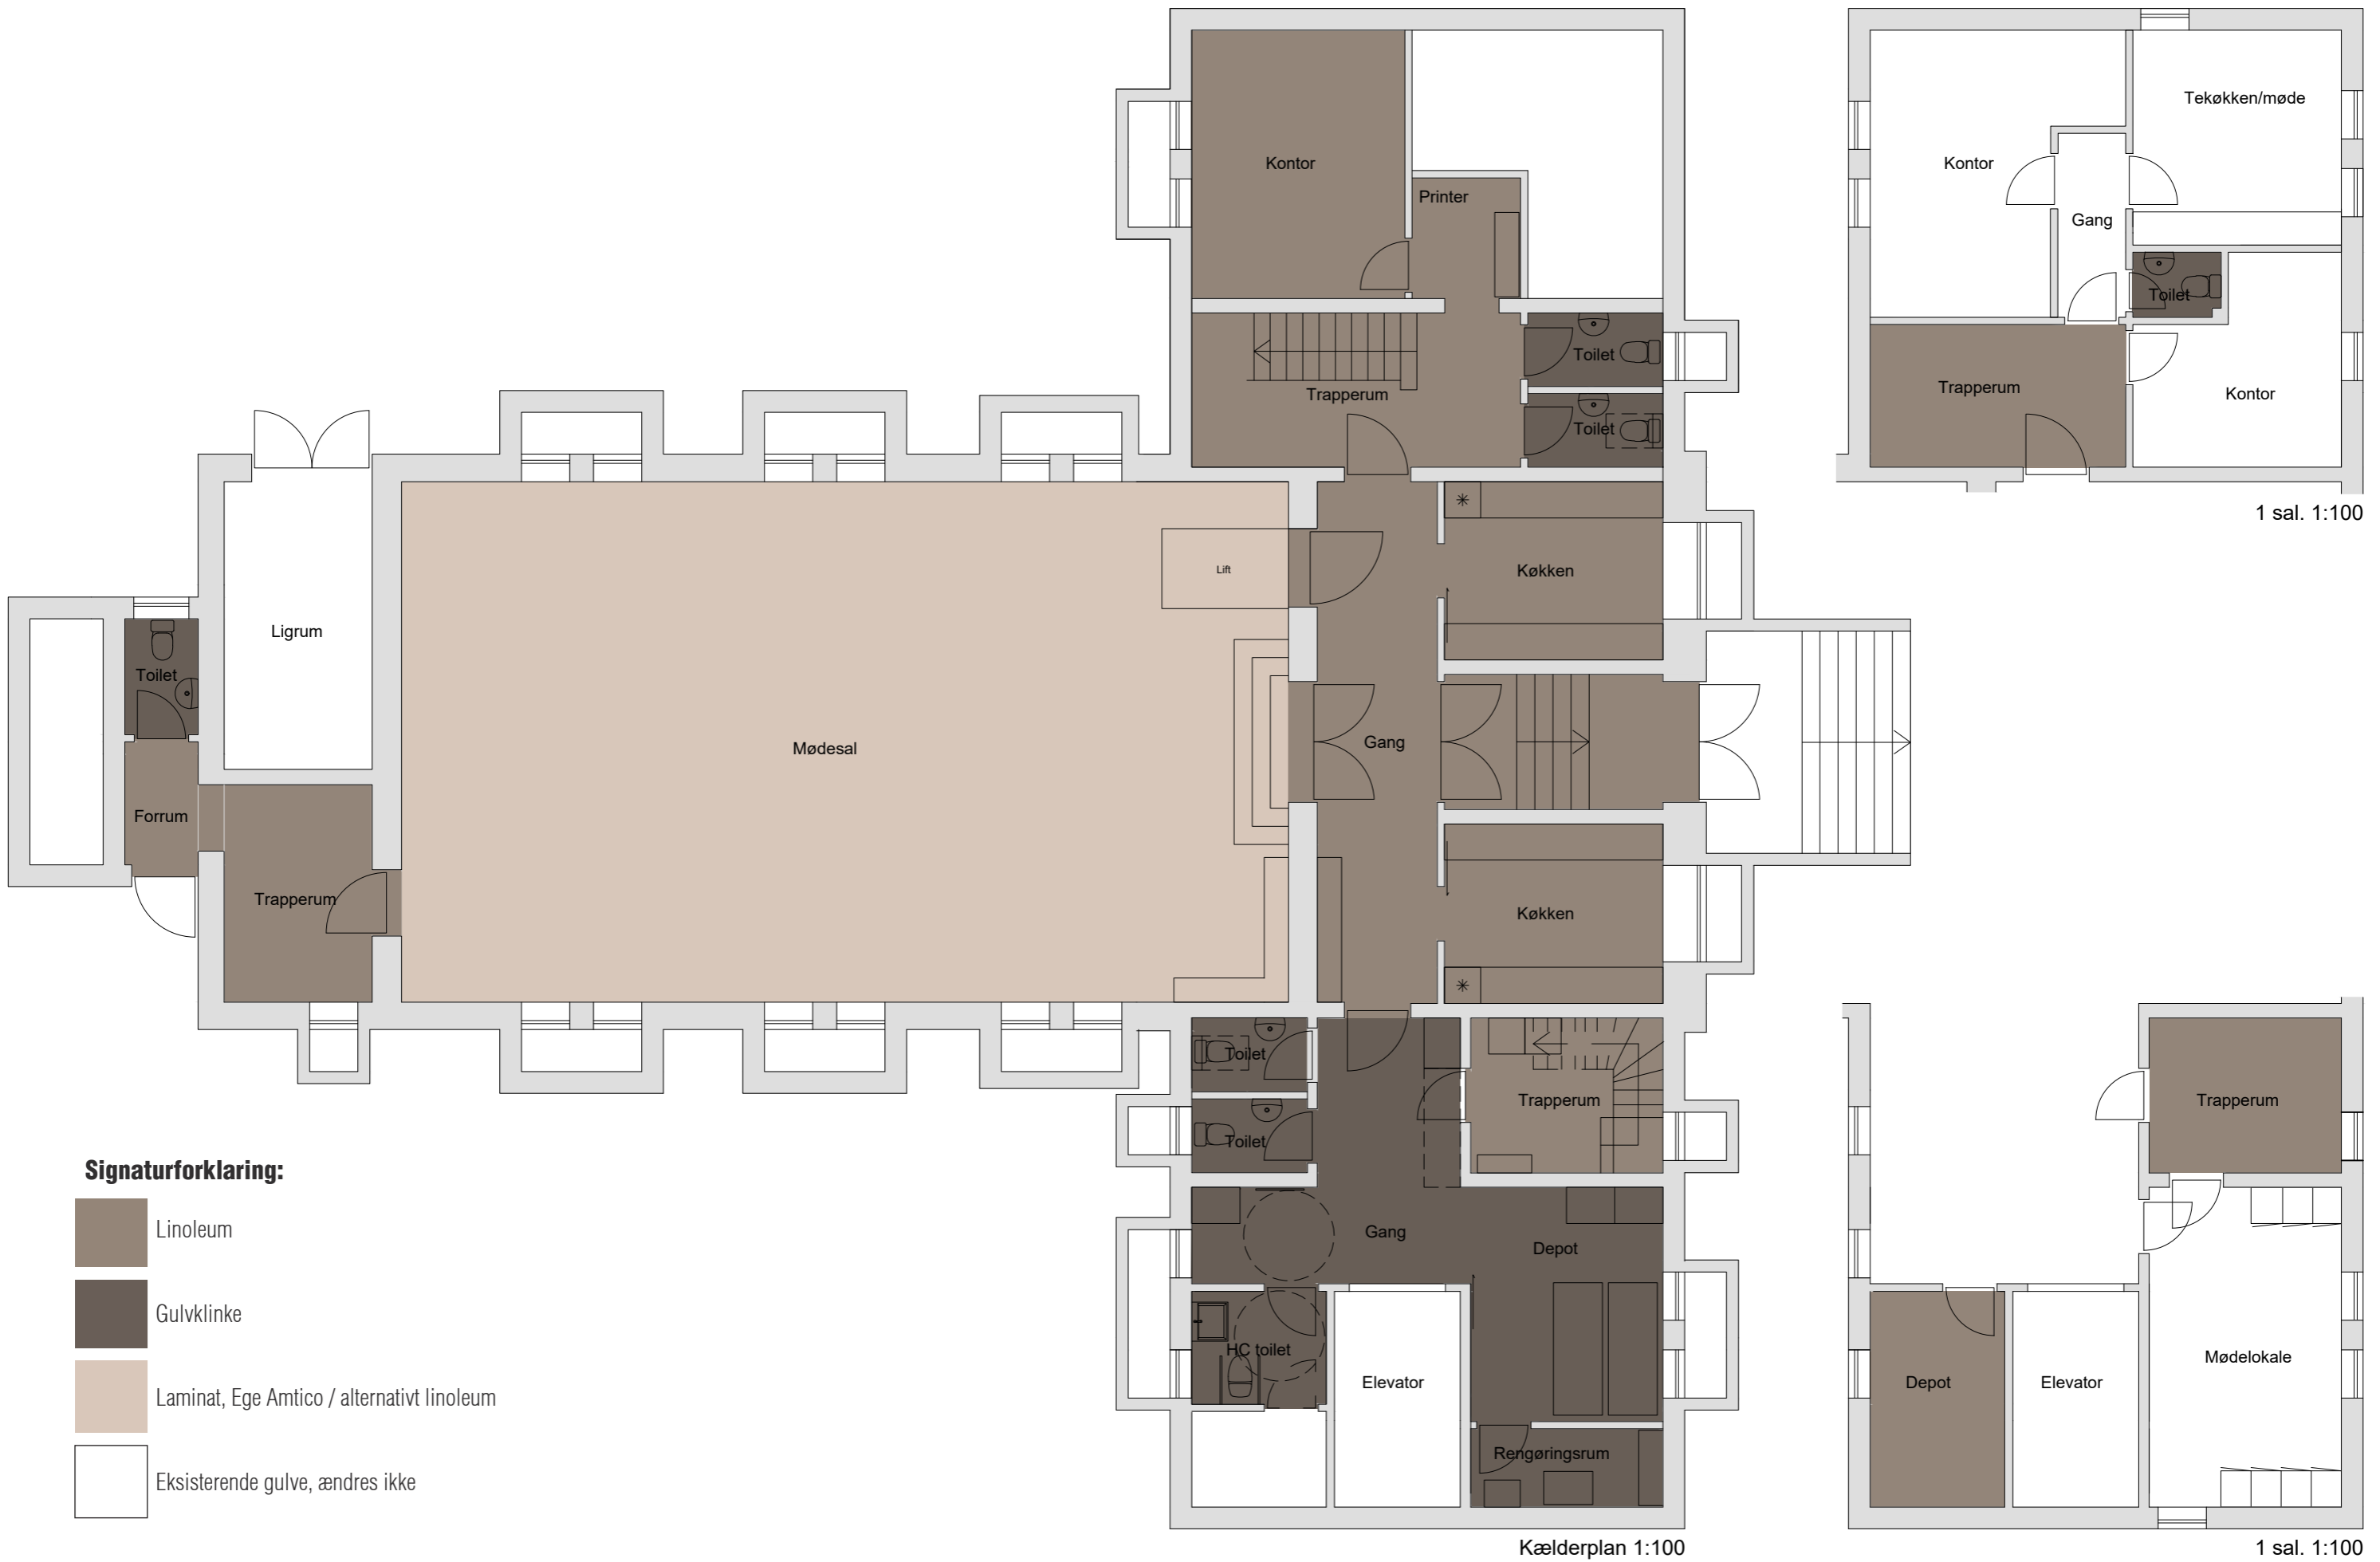 Kontor
Printer
Toilet
Trapperum
Toilet
Lift
Køkken
Ligrum
Toilet
Mødesal
Gang
Forrum
Trapperum
Køkken
Toilet
Trapperum
Toilet
Gang
Depot
HC toilet
Elevator
Rengøringsrum
Kælderplan 1:100
Tekøkken/møde
Kontor
Gang
Toilet
Trapperum
Kontor
1 sal. 1:100
Trapperum
Mødelokale
Depot
Elevator
1 sal. 1:100
Signaturforklaring:
Linoleum
Gulvklinke
Laminat, Ege Amtico / alternativt linoleum
Eksisterende gulve, ændres ikke